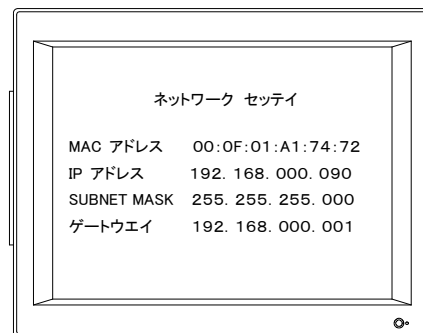 ネットワーク セッテイ
MAC アドレス 00:0F:01:A1:74:72
IP アドレス 192. 168. 000. 090
SUBNET MASK 255. 255. 255. 000
ゲートウエイ 192. 168. 000. 001